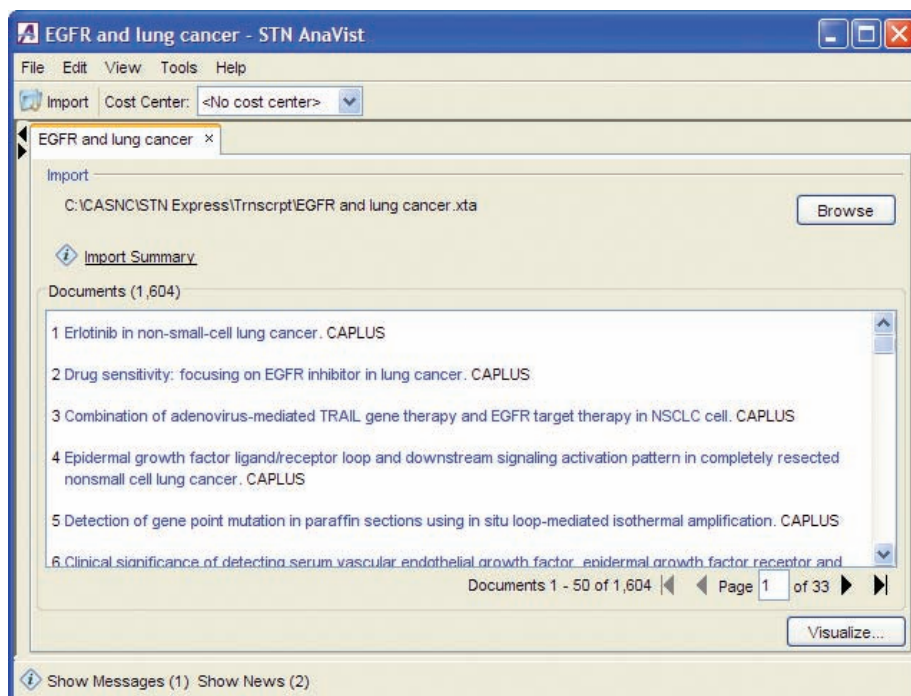 EGFR and lung cancer - STN AnaVist
File Edit View Tools Help
Import Cost Center: <No cost center>
EGFR and lung cancer ×
Import
C:\CASNC\STN Express\Trnscrpt\EGFR and lung cancer.xta
Browse
Import Summary
Documents (1,604)
1 Erlotinib in non-small-cell lung cancer. CAPLUS
2 Drug sensitivity: focusing on EGFR inhibitor in lung cancer. CAPLUS
3 Combination of adenovirus-mediated TRAIL gene therapy and EGFR target therapy in NSCLC cell. CAPLUS
4 Epidermal growth factor ligand/receptor loop and downstream signaling activation pattern in completely resected
nonsmall cell lung cancer. CAPLUS
5 Detection of gene point mutation in paraffin sections using in situ loop-mediated isothermal amplification. CAPLUS
6 Clinical significance of detecting serum vascular endothelial growth factor, epidermal growth factor receptor and
Documents 1 - 50 of 1,604 Page 1 of 33
Visualize...
Show Messages (1) Show News (2)